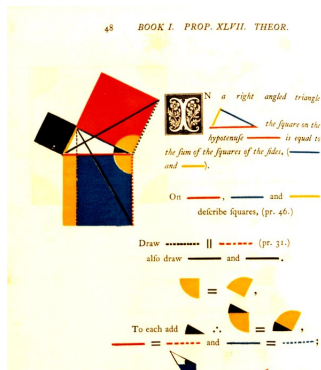 48 BOOK I. PROP. XLVII. THEOR.
IN a right angled triangle
the ſquare on the
hypotenuſe is equal to
the ſum of the ſquares of the ſides, (
and ).
On , and
deſcribe ſquares, (pr. 46.)
Draw || (pr. 31.)
alſo draw and .
= ,
To each add ∴ = ,
= and = ;